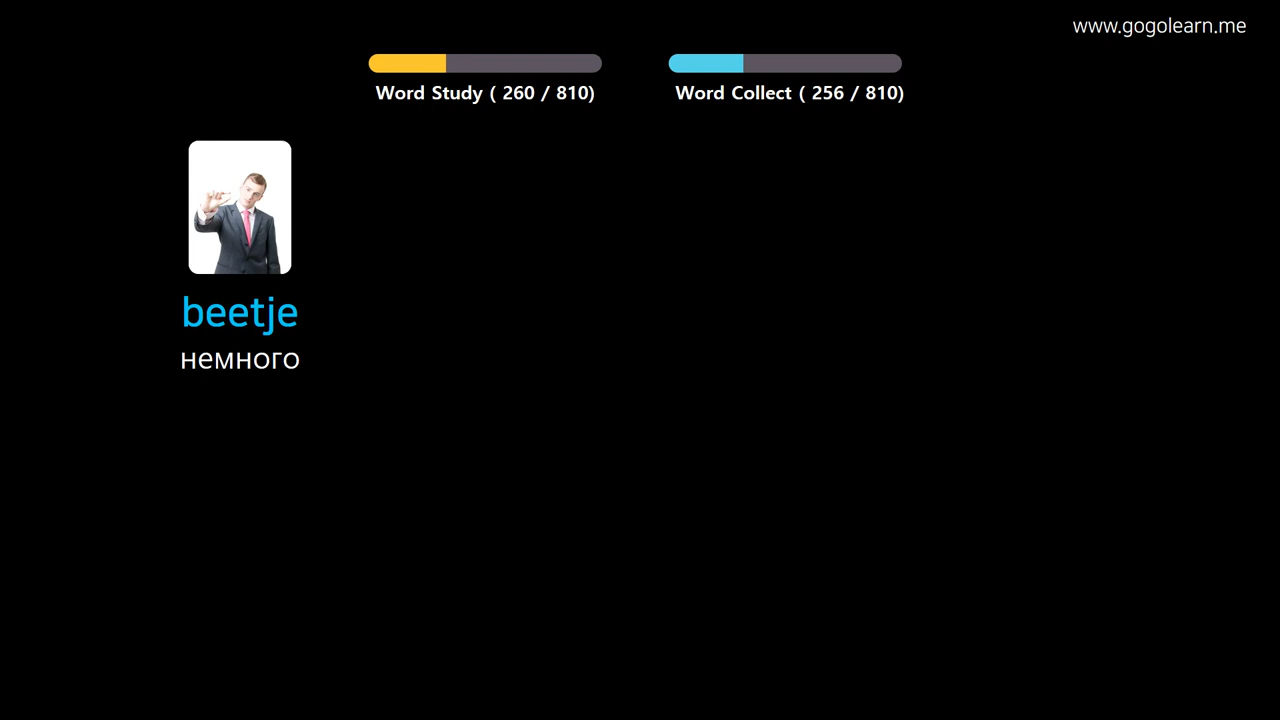 www.gogolearn.me
Word Study ( 260 / 810)
Word Collect ( 256 / 810)
beetje
немного